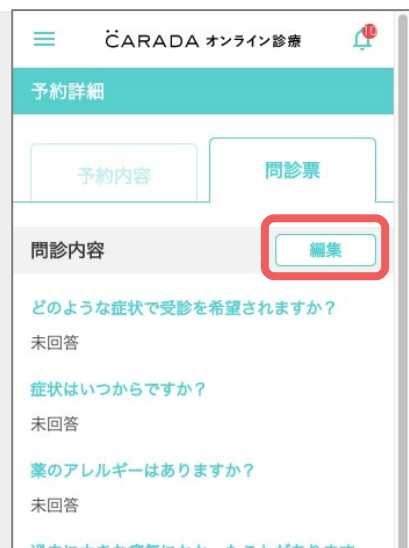 CARADA オンライン診療
10
予約詳細
予約内容
問診票
問診内容
編集
どのような症状で受診を希望されますか?
未回答
症状はいつからですか?
未回答
薬のアレルギーはありますか?
未回答